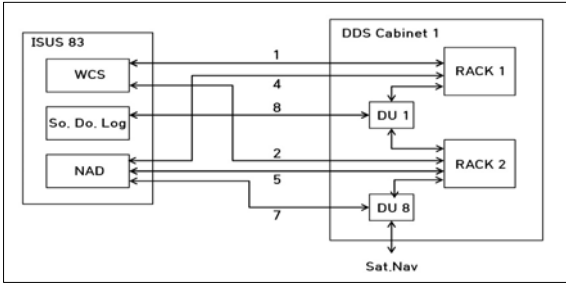 ISUS 83
DDS Cabinet 1
WCS
1
RACK 1
4
So. Do. Log
8
DU 1
NAD
2
RACK 2
5
7
DU 8
Sat.Nav